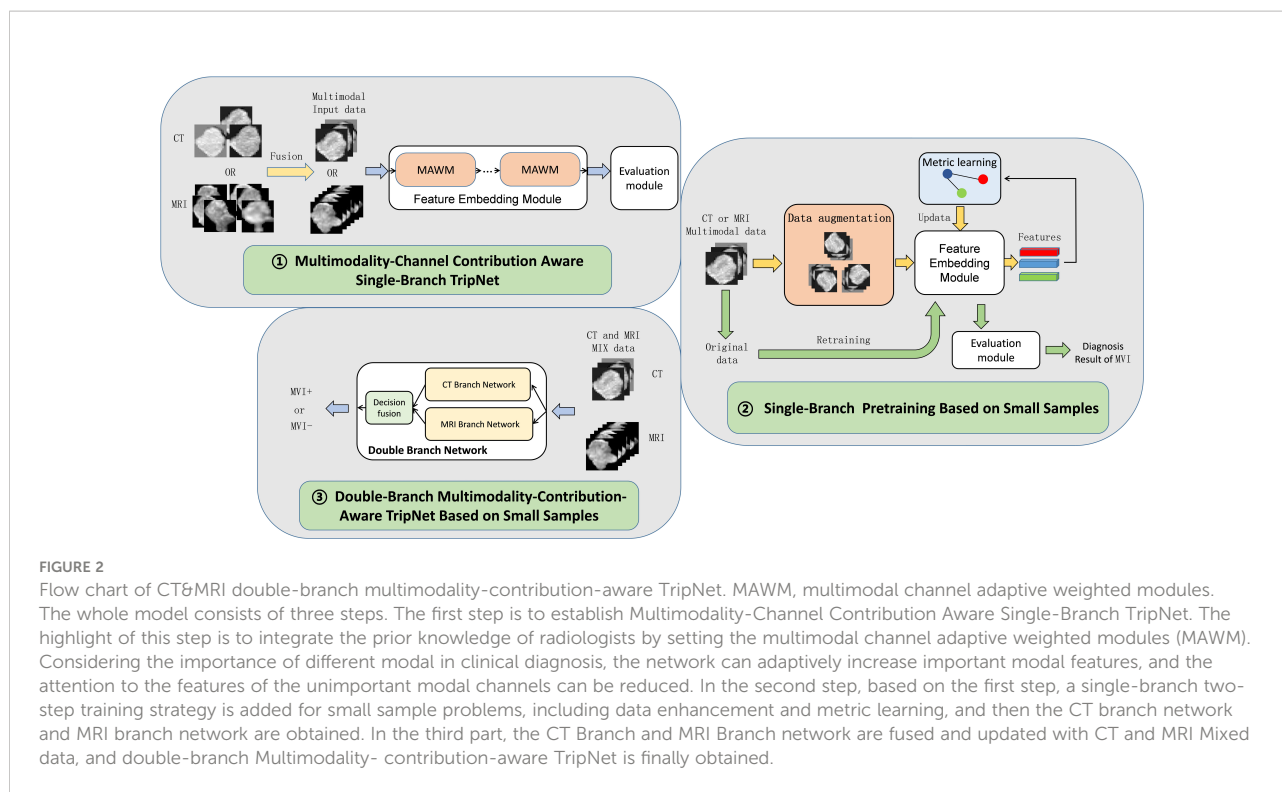 CT
OR
MRI
Fusion
Multimodal
Input data
OR
MAWM
...
MAWM
Feature Embedding Module
Evaluation
module
① Multimodality-Channel Contribution Aware
Single-Branch TripNet
CT or MRI
Multimodal data
Data augmentation
Metric learning
Updata
Feature
Embedding
Module
Features
Original
data
Retraining
Evaluation
module
Diagnosis
Result of MVI
② Single-Branch Pretraining Based on Small Samples
MVI+
or
MVI-
Decision
fusion
CT Branch Network
MRI Branch Network
Double Branch Network
CT and MRI
MIX data
CT
MRI
③ Double-Branch Multimodality-Contribution-
Aware TripNet Based on Small Samples
FIGURE 2
Flow chart of CT&MRI double-branch multimodality-contribution-aware TripNet. MAWM, multimodal channel adaptive weighted modules.
The whole model consists of three steps. The first step is to establish Multimodality-Channel Contribution Aware Single-Branch TripNet. The
highlight of this step is to integrate the prior knowledge of radiologists by setting the multimodal channel adaptive weighted modules (MAWM).
Considering the importance of different modal in clinical diagnosis, the network can adaptively increase important modal features, and the
attention to the features of the unimportant modal channels can be reduced. In the second step, based on the first step, a single-branch two-
step training strategy is added for small sample problems, including data enhancement and metric learning, and then the CT branch network
and MRI branch network are obtained. In the third part, the CT Branch and MRI Branch network are fused and updated with CT and MRI Mixed
data, and double-branch Multimodality- contribution-aware TripNet is finally obtained.